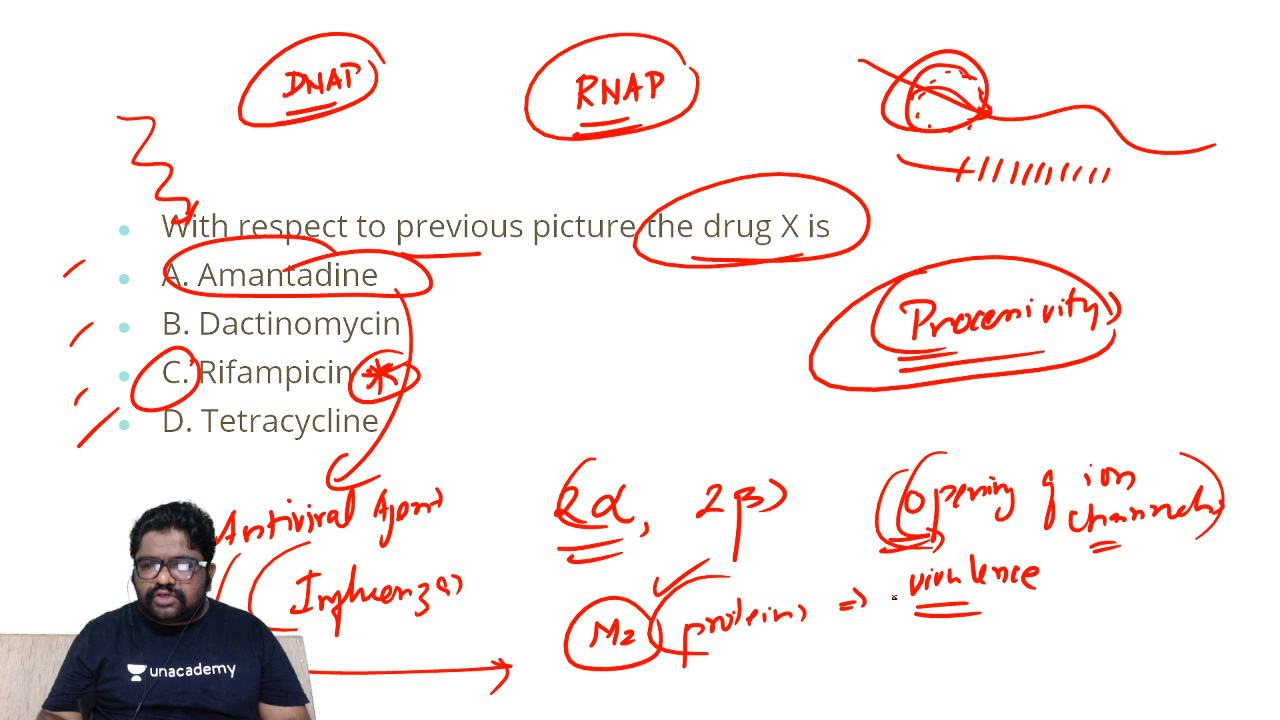 DNAP
RNAP
With respect to previous picture the drug X is
A. Amantadine
B. Dactinomycin
C. Rifampicin *
D. Tetracycline
Processivity
Antiviral Agent
Influenza
2α, 2β
(Opening of ion channels)
M2 proteins => virulence
unacademy